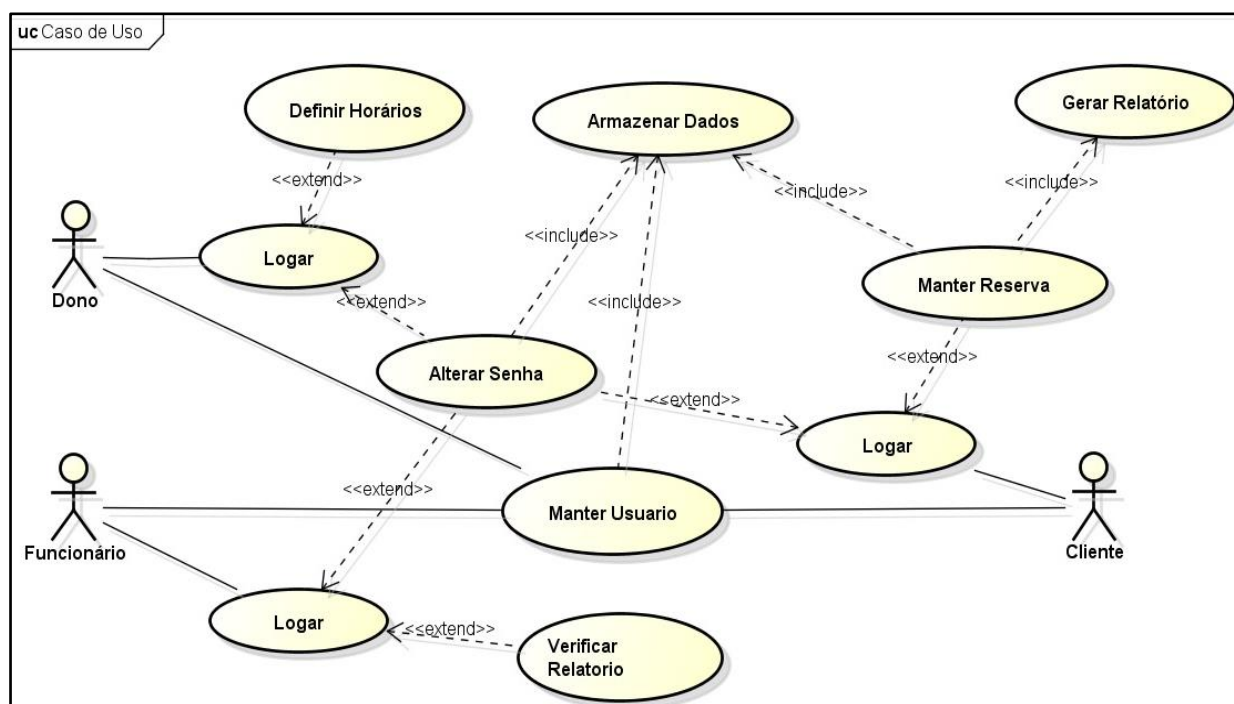 uc Caso de Uso
Definir Horários
Armazenar Dados
Gerar Relatório
<<extend>>
<<include>>
<<include>>
Dono
Logar
<<include>>
Manter Reserva
<<extend>>
<<include>>
Alterar Senha
<<extend>>
<<extend>>
Logar
<<extend>>
Funcionário
Manter Usuario
Cliente
Logar
<<extend>>
Verificar
Relatorio